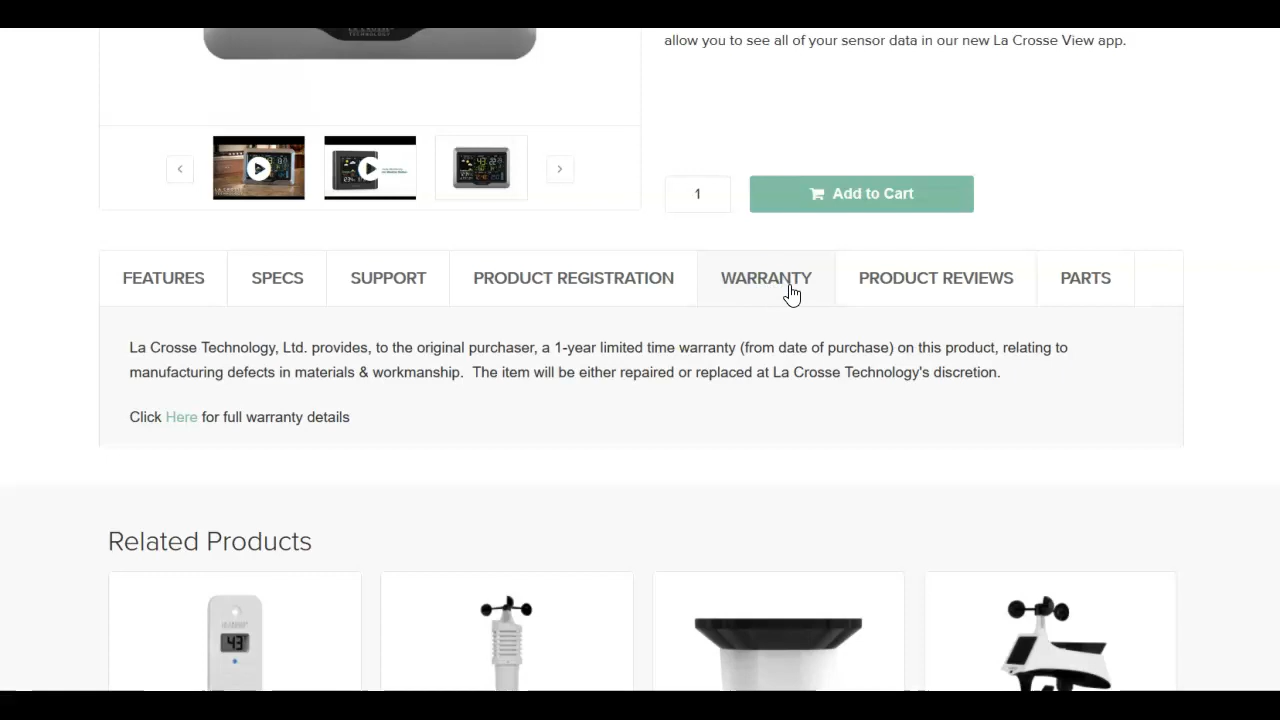 LA CROSSE
TECHNOLOGY
allow you to see all of your sensor data in our new La Crosse View app.
1
Add to Cart
FEATURES
SPECS
SUPPORT
PRODUCT REGISTRATION
WARRANTY
PRODUCT REVIEWS
PARTS
La Crosse Technology, Ltd. provides, to the original purchaser, a 1-year limited time warranty (from date of purchase) on this product, relating to
manufacturing defects in materials & workmanship.  The item will be either repaired or replaced at La Crosse Technology's discretion.
Click Here for full warranty details
Related Products
43